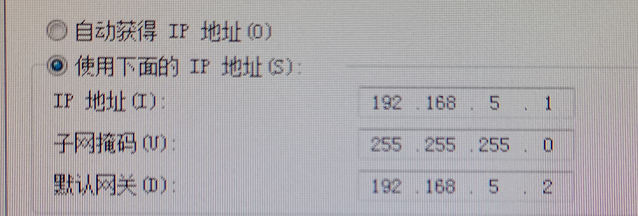 自动获得 IP 地址(O)
使用下面的 IP 地址(S):
IP 地址(I): 192 .168 . 5 . 1
子网掩码(U): 255 .255 .255 . 0
默认网关(D): 192 .168 . 5 . 2